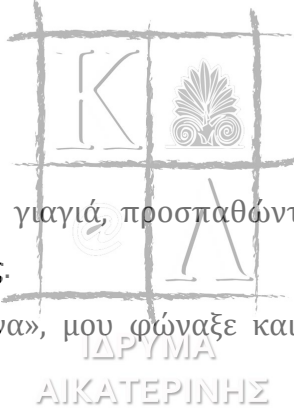 Κ
γιαγιά, προσπαθώντ
Λ
ς.
να», μου φώναξε και
ΙΔΡΥΜΑ
ΑΙΚΑΤΕΡΙΝΗΣ